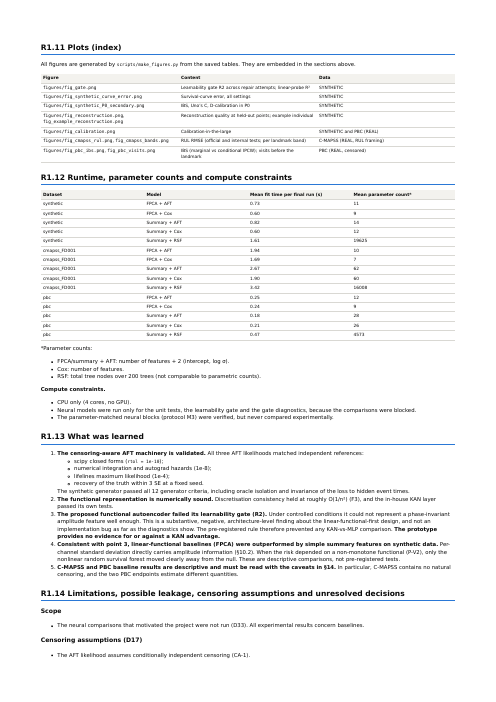 R1.11 Plots (index)
All figures are generated by scripts/make_figures.py from the saved tables. They are embedded in the sections above.
Figure Content Data
figures/fig_gate.png Learnability gate R2 across repair attempts; linear-probe R² SYNTHETIC
figures/fig_synthetic_curve_error.png Survival-curve error, all settings SYNTHETIC
figures/fig_synthetic_P0_secondary.png IBS, Uno's C, D-calibration in P0 SYNTHETIC
figures/fig_reconstruction.png, Reconstruction quality at held-out points; example individual SYNTHETIC
fig_example_reconstruction.png
figures/fig_calibration.png Calibration-in-the-large SYNTHETIC and PBC (REAL)
figures/fig_cmapss_rul.png, fig_cmapss_bands.png RUL RMSE (official and internal tests; per landmark band) C-MAPSS (REAL, RUL framing)
figures/fig_pbc_ibs.png, fig_pbc_visits.png IBS (marginal vs conditional IPCW); visits before the PBC (REAL, censored)
landmark
R1.12 Runtime, parameter counts and compute constraints
Dataset Model Mean fit time per final run (s) Mean parameter count*
synthetic FPCA + AFT 0.73 11
synthetic FPCA + Cox 0.60 9
synthetic Summary + AFT 0.82 14
synthetic Summary + Cox 0.60 12
synthetic Summary + RSF 1.61 19625
cmapss_FD001 FPCA + AFT 1.94 10
cmapss_FD001 FPCA + Cox 1.69 7
cmapss_FD001 Summary + AFT 2.67 62
cmapss_FD001 Summary + Cox 1.90 60
cmapss_FD001 Summary + RSF 3.42 16008
pbc FPCA + AFT 0.25 12
pbc FPCA + Cox 0.24 9
pbc Summary + AFT 0.18 28
pbc Summary + Cox 0.21 26
pbc Summary + RSF 0.47 4573
*Parameter counts:
• FPCA/summary + AFT: number of features + 2 (intercept, log σ).
• Cox: number of features.
• RSF: total tree nodes over 200 trees (not comparable to parametric counts).
Compute constraints.
• CPU only (4 cores, no GPU).
• Neural models were run only for the unit tests, the learnability gate and the gate diagnostics, because the comparisons were blocked.
• The parameter-matched neural blocks (protocol M3) were verified, but never compared experimentally.
R1.13 What was learned
1. The censoring-aware AFT machinery is validated. All three AFT likelihoods matched independent references:
◦ scipy closed forms (rtol = 1e-10);
◦ numerical integration and autograd hazards (1e-8);
◦ lifelines maximum likelihood (1e-4);
◦ recovery of the truth within 3 SE at a fixed seed.
The synthetic generator passed all 12 generator criteria, including oracle isolation and invariance of the loss to hidden event times.
2. The functional representation is numerically sound. Discretisation consistency held at roughly O(1/n²) (F3), and the in-house KAN layer
passed its own tests.
3. The proposed functional autoencoder failed its learnability gate (R2). Under controlled conditions it could not represent a phase-invariant
amplitude feature well enough. This is a substantive, negative, architecture-level finding about the linear-functional-first design, and not an
implementation bug as far as the diagnostics show. The pre-registered rule therefore prevented any KAN-vs-MLP comparison. The prototype
provides no evidence for or against a KAN advantage.
4. Consistent with point 3, linear-functional baselines (FPCA) were outperformed by simple summary features on synthetic data. Per-
channel standard deviation directly carries amplitude information (§10.2). When the risk depended on a non-monotone functional (P-V2), only the
nonlinear random survival forest moved clearly away from the null. These are descriptive comparisons, not pre-registered tests.
5. C-MAPSS and PBC baseline results are descriptive and must be read with the caveats in §14. In particular, C-MAPSS contains no natural
censoring, and the two PBC endpoints estimate different quantities.
R1.14 Limitations, possible leakage, censoring assumptions and unresolved decisions
Scope
• The neural comparisons that motivated the project were not run (D33). All experimental results concern baselines.
Censoring assumptions (D17)
• The AFT likelihood assumes conditionally independent censoring (CA-1).